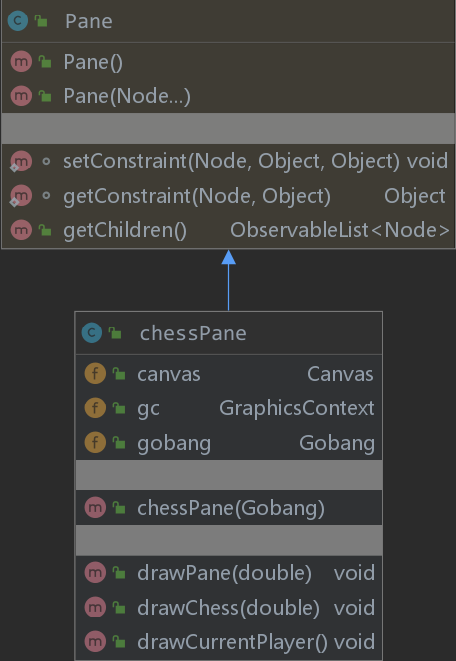 Pane
Pane()
Pane(Node...)
setConstraint(Node, Object, Object) void
getConstraint(Node, Object) Object
getChildren() ObservableList<Node>
chessPane
canvas Canvas
gc GraphicsContext
gobang Gobang
chessPane(Gobang)
drawPane(double) void
drawChess(double) void
drawCurrentPlayer() void